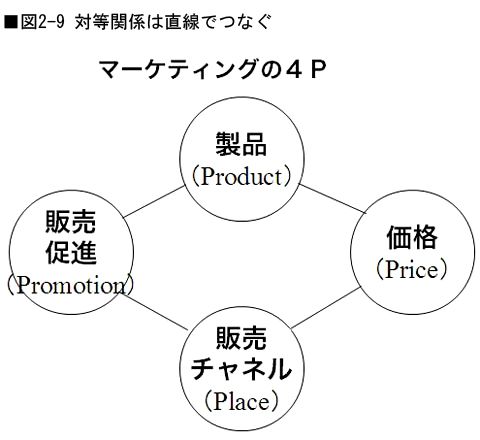 ■図2-9 対等関係は直線でつなぐ
マーケティングの４Ｐ
製品
（Product）
販売
促進
（Promotion）
価格
（Price）
販売
チャネル
（Place）